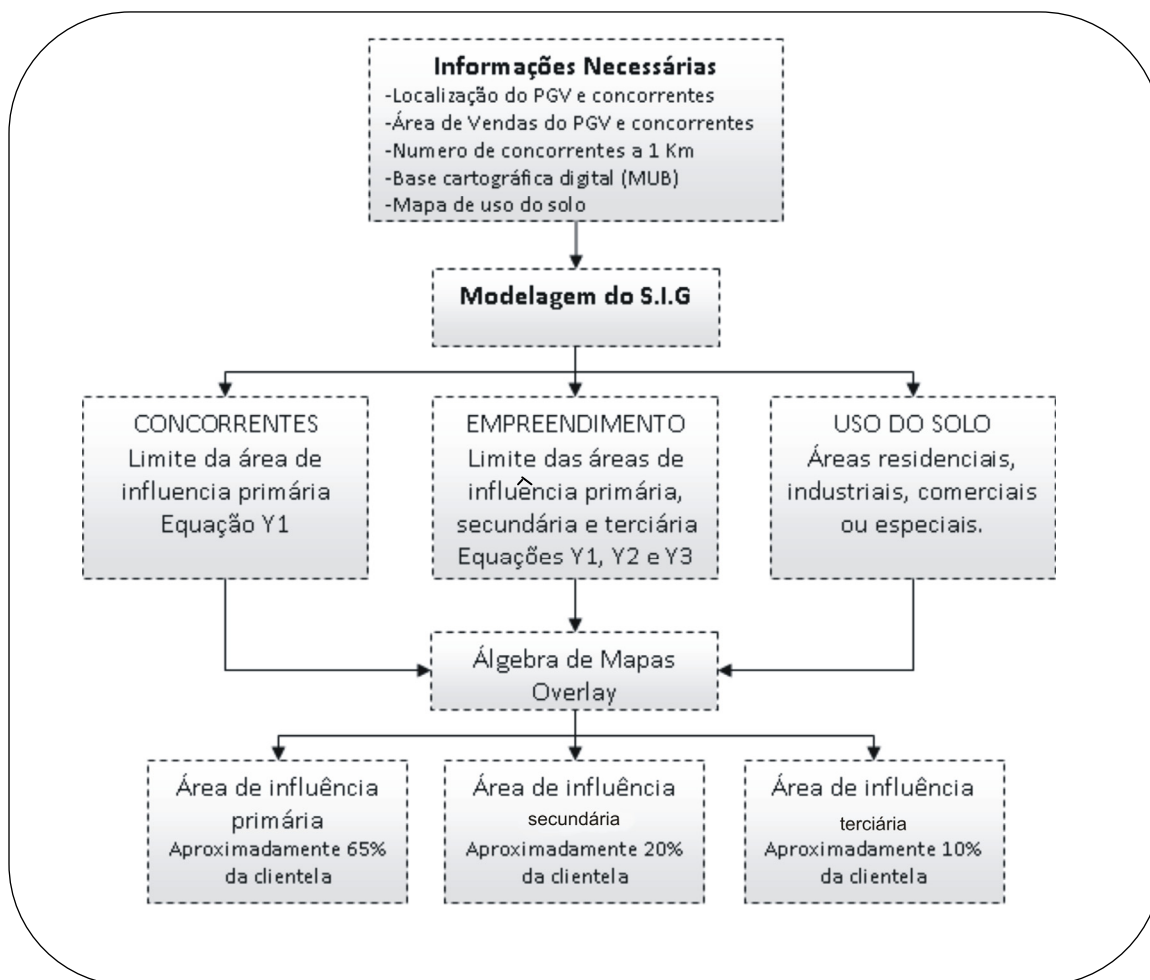 Informações Necessárias
-Localização do PGV e concorrentes
-Área de Vendas do PGV e concorrentes
-Numero de concorrentes a 1 Km
-Base cartográfica digital (MUB)
-Mapa de uso do solo
Modelagem do S.I.G
CONCORRENTES
Limite da área de
influencia primária
Equação Y1
EMPREENDIMENTO
Limite das áreas de
influência primária,
secundária e terciária
Equações Y1, Y2 e Y3
USO DO SOLO
Áreas residenciais,
industriais, comerciais
ou especiais.
Álgebra de Mapas
Overlay
Área de influência
primária
Aproximadamente 65%
da clientela
Área de influência
secundária
Aproximadamente 20%
da clientela
Área de influência
terciária
Aproximadamente 10%
da clientela